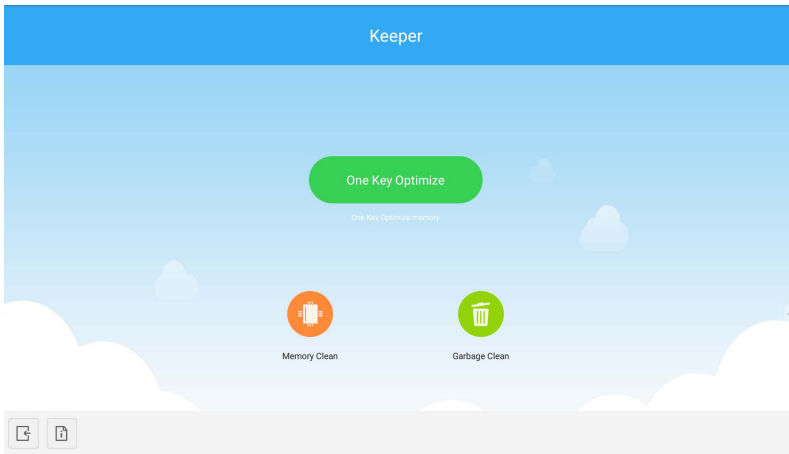 Keeper
One Key Optimize
One Key Optimize memory
Memory Clean
Garbage Clean